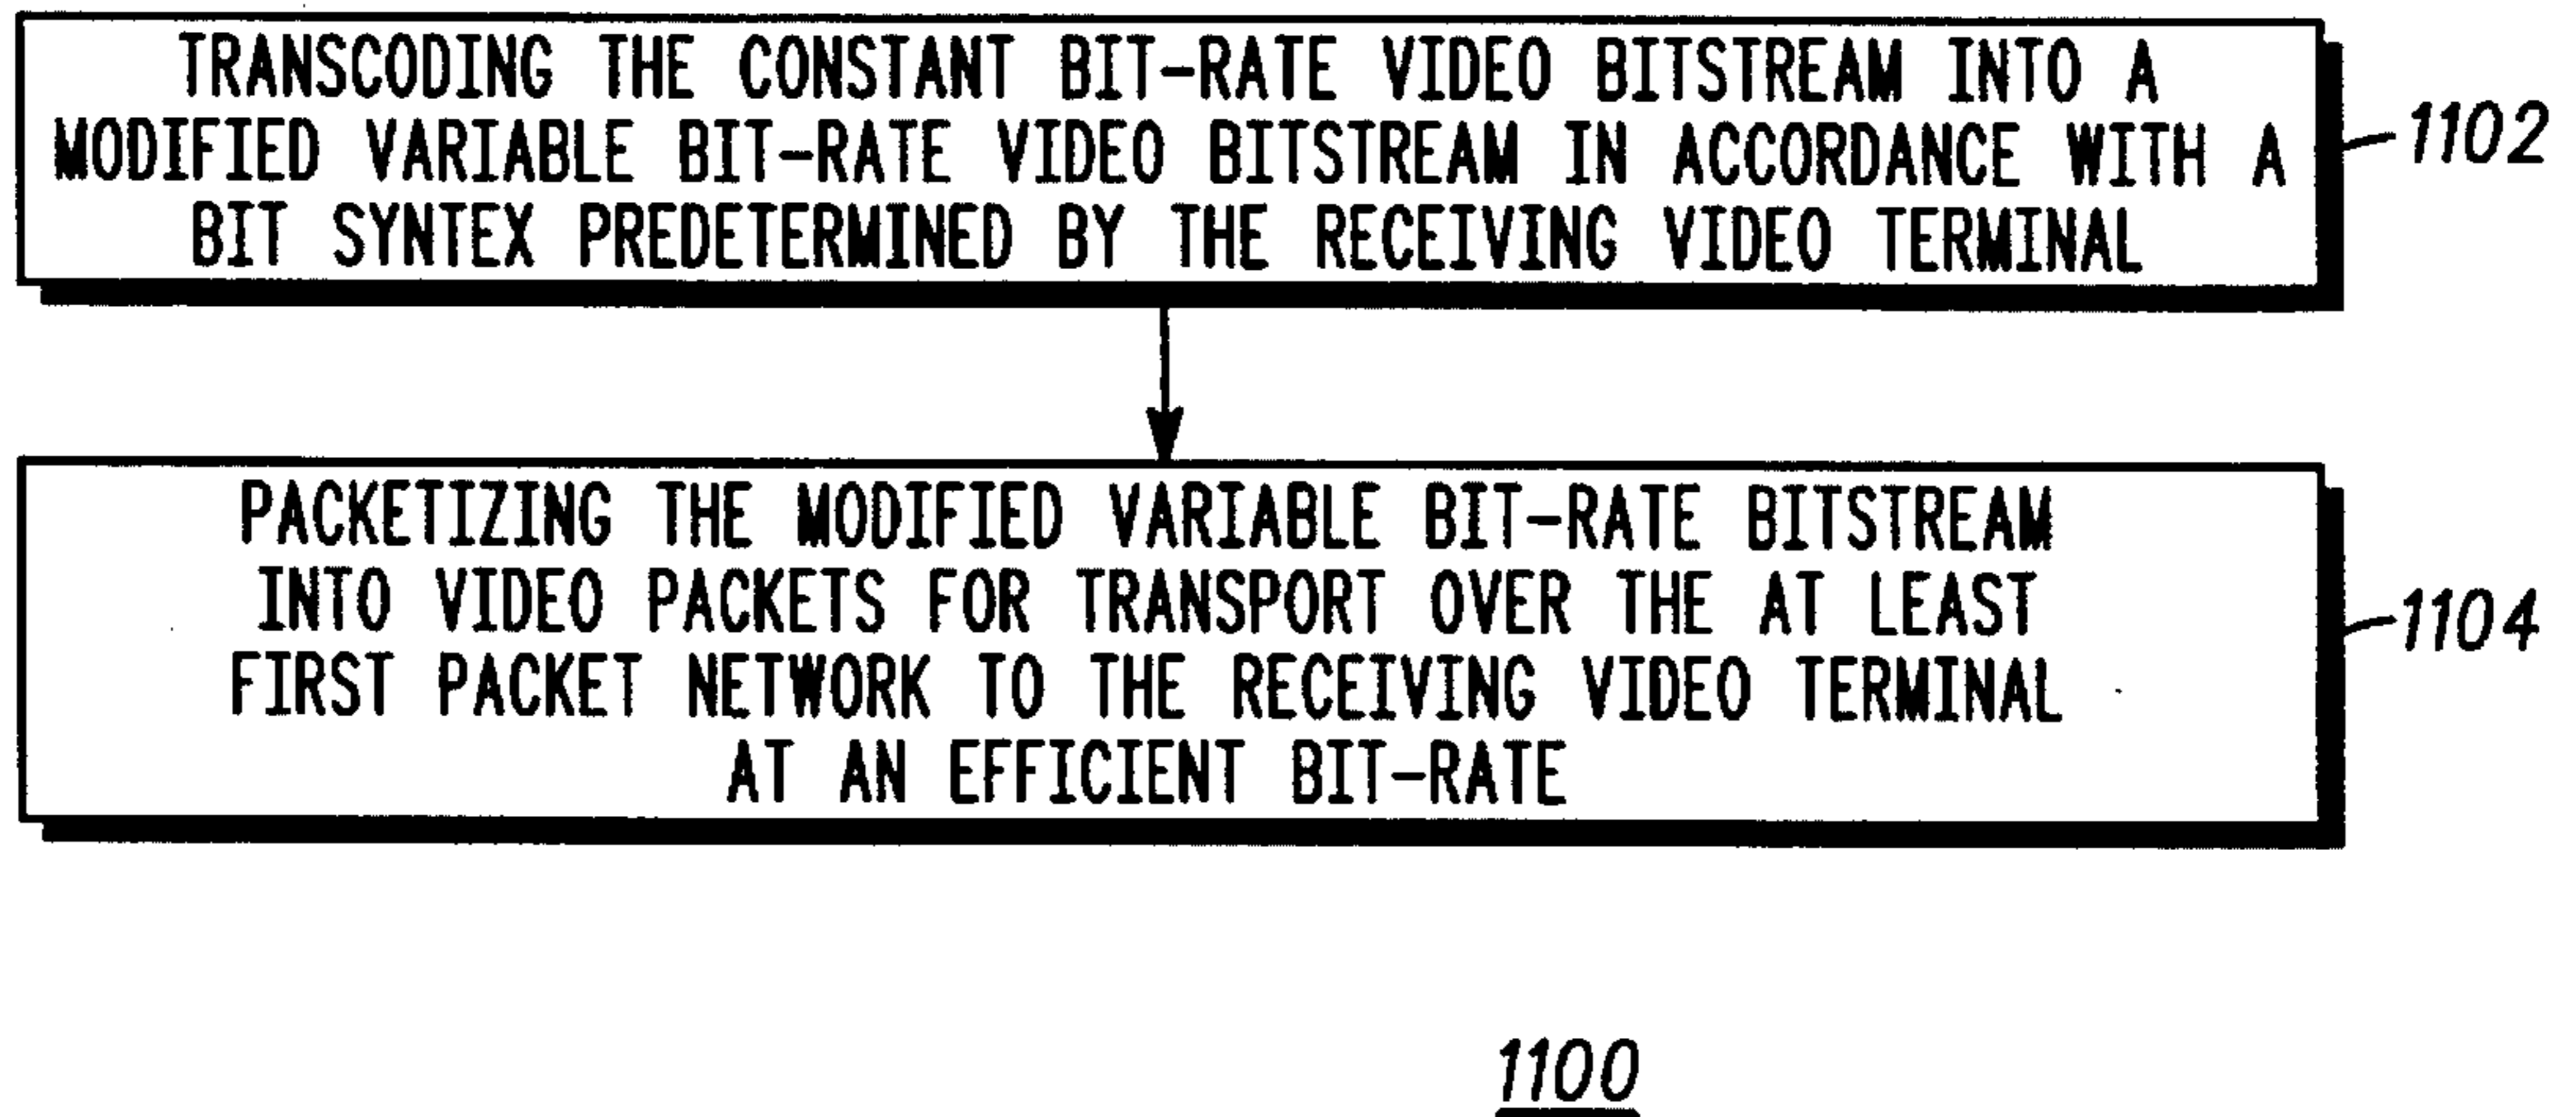 TRANSCODING THE CONSTANT BIT-RATE VIDEO BITSTREAM INTO A
MODIFIED VARIABLE BIT-RATE VIDEO BITSTREAM IN ACCORDANCE WITH A
BIT SYNTEX PREDETERMINED BY THE RECEIVING VIDEO TERMINAL
1102
PACKETIZING THE MODIFIED VARIABLE BIT-RATE BITSTREAM
INTO VIDEO PACKETS FOR TRANSPORT OVER THE AT LEAST
FIRST PACKET NETWORK TO THE RECEIVING VIDEO TERMINAL
AT AN EFFICIENT BIT-RATE
1104
1100